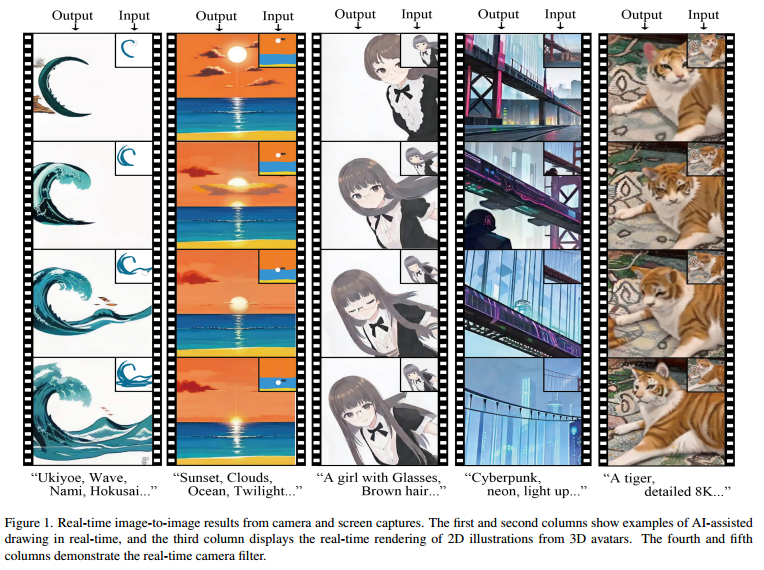 Output Input Output Input Output Input Output Input Output Input
“Ukiyoe, Wave,
Nami, Hokusai...”
“Sunset, Clouds,
Ocean, Twilight...”
“A girl with Glasses,
Brown hair...”
“Cyberpunk,
neon, light up...”
“A tiger,
detailed 8K...”
Figure 1. Real-time image-to-image results from camera and screen captures. The first and second columns show examples of AI-assisted
drawing in real-time, and the third column displays the real-time rendering of 2D illustrations from 3D avatars. The fourth and fifth
columns demonstrate the real-time camera filter.